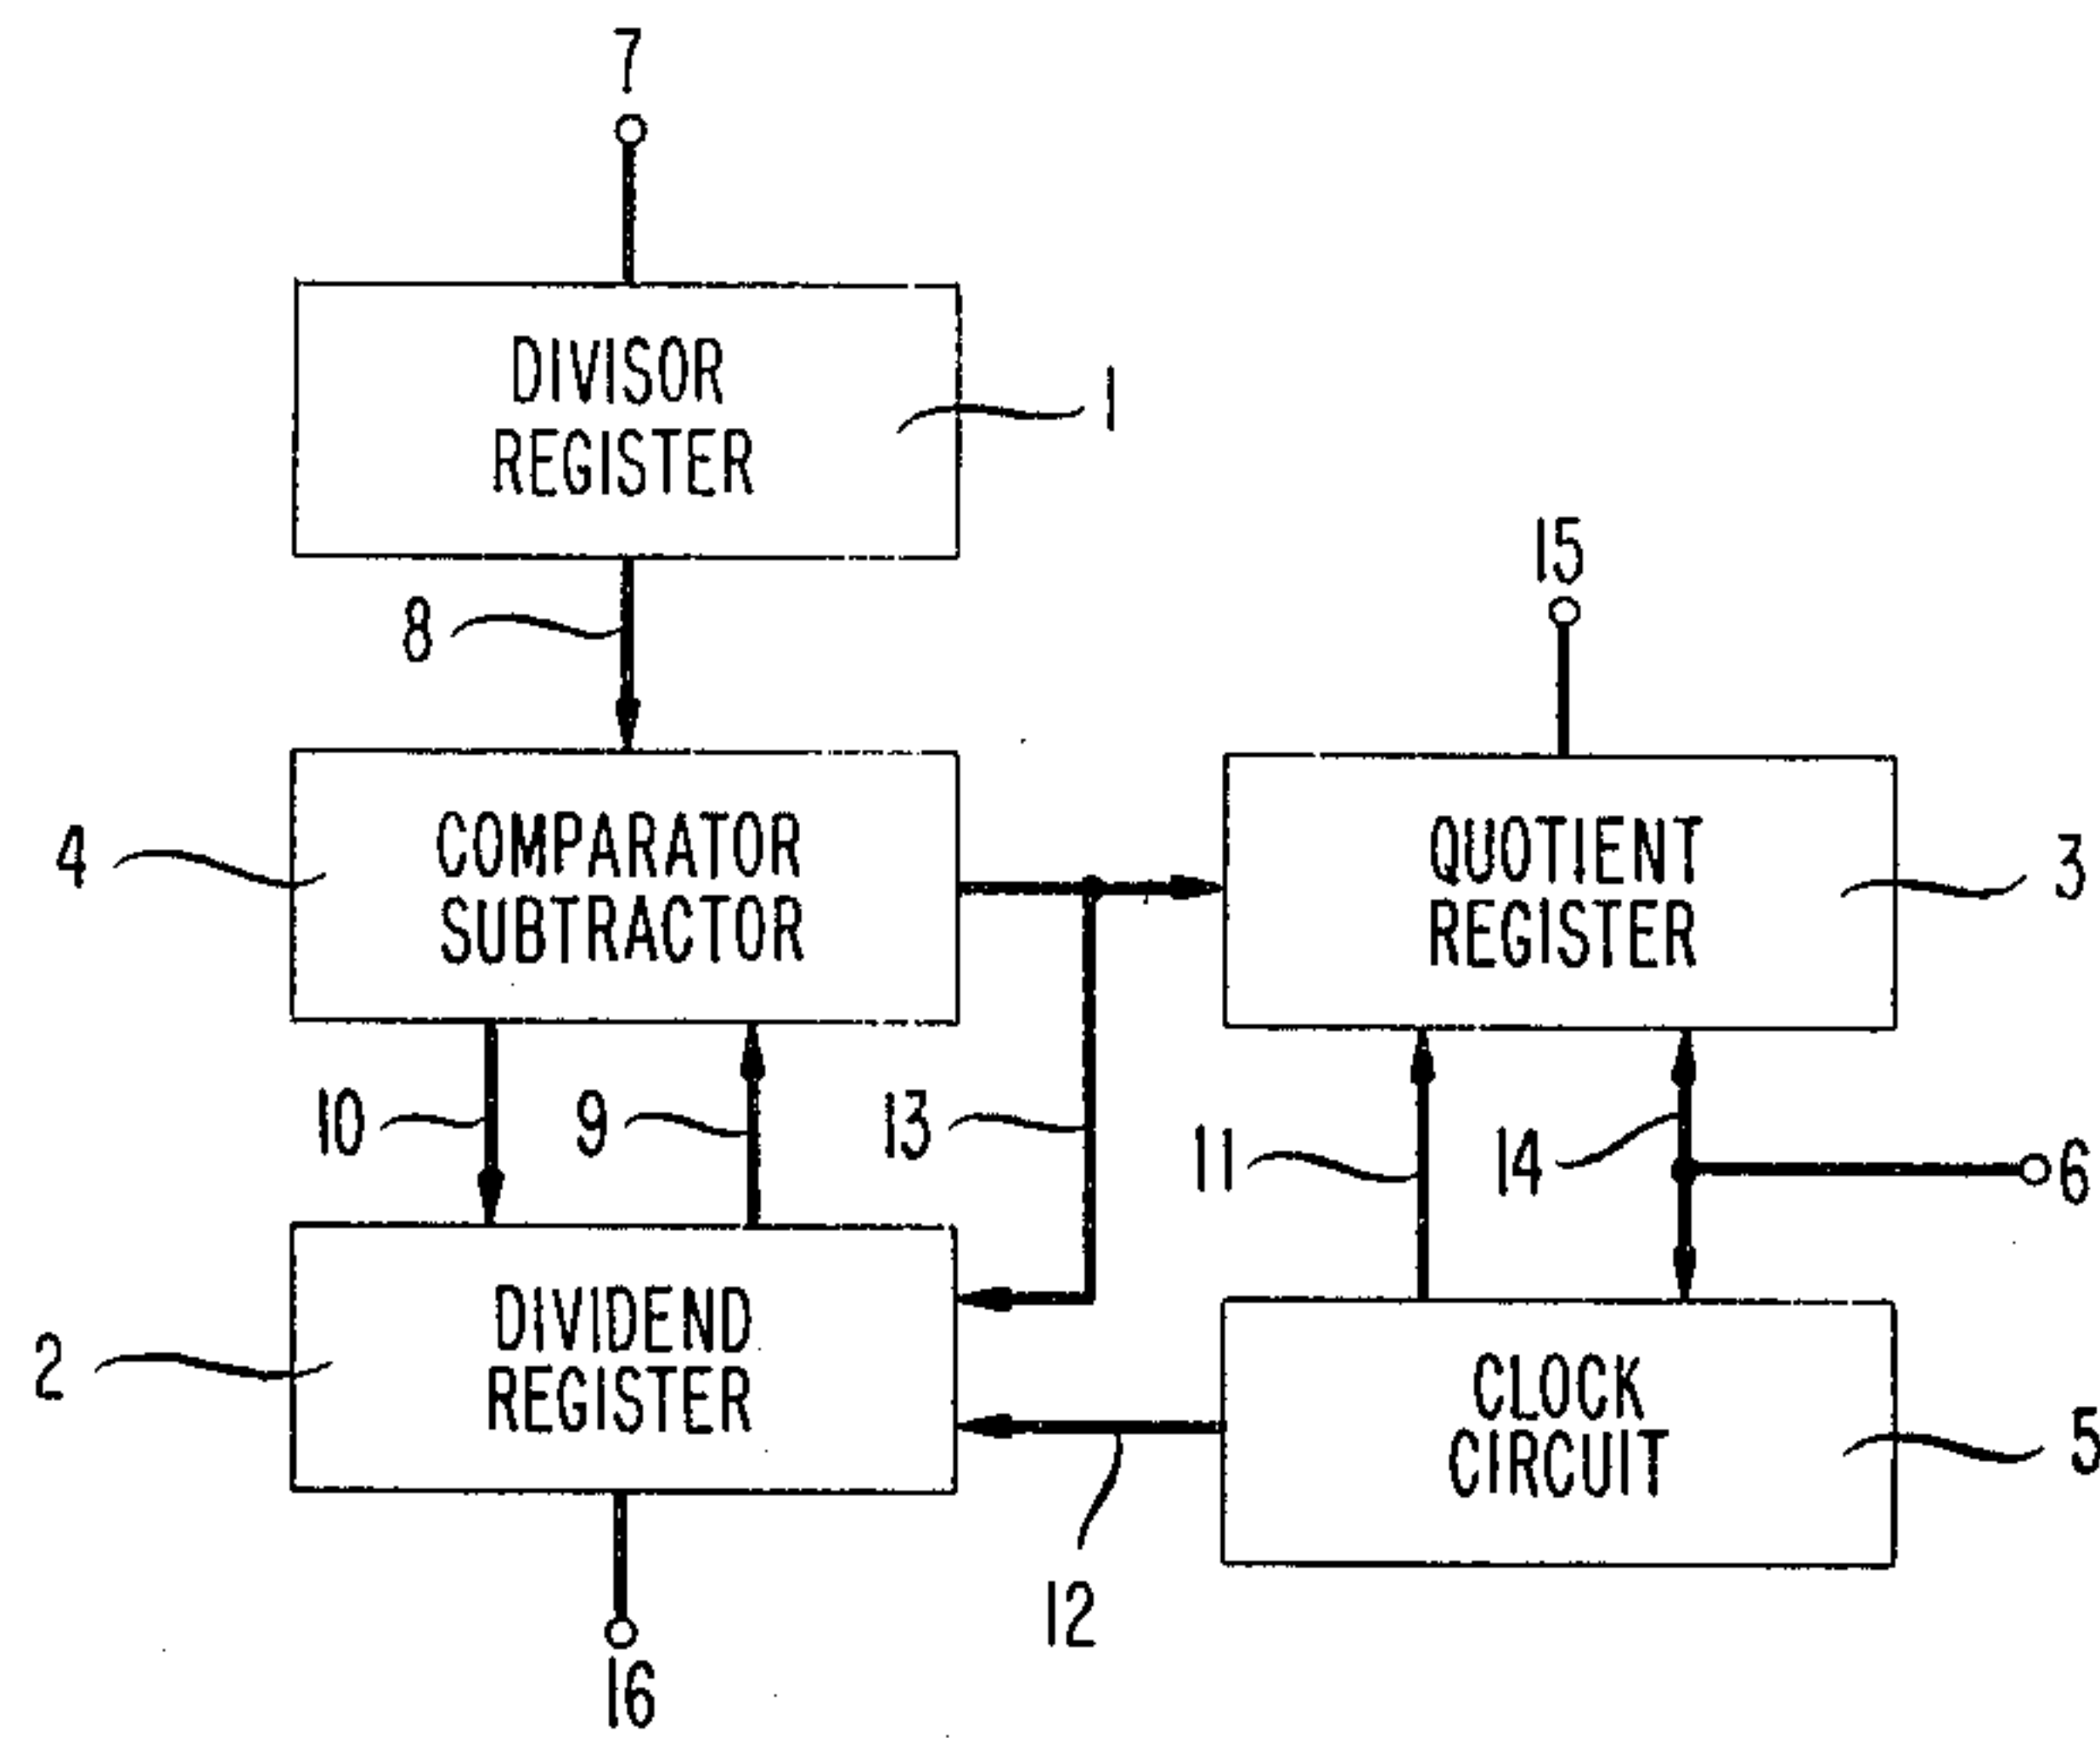 7
DIVISOR
REGISTER
1
8
15
4
COMPARATOR
SUBTRACTOR
QUOTIENT
REGISTER
3
10
9
13
11
14
6
2
DIVIDEND
REGISTER
CLOCK
CIRCUIT
5
12
16